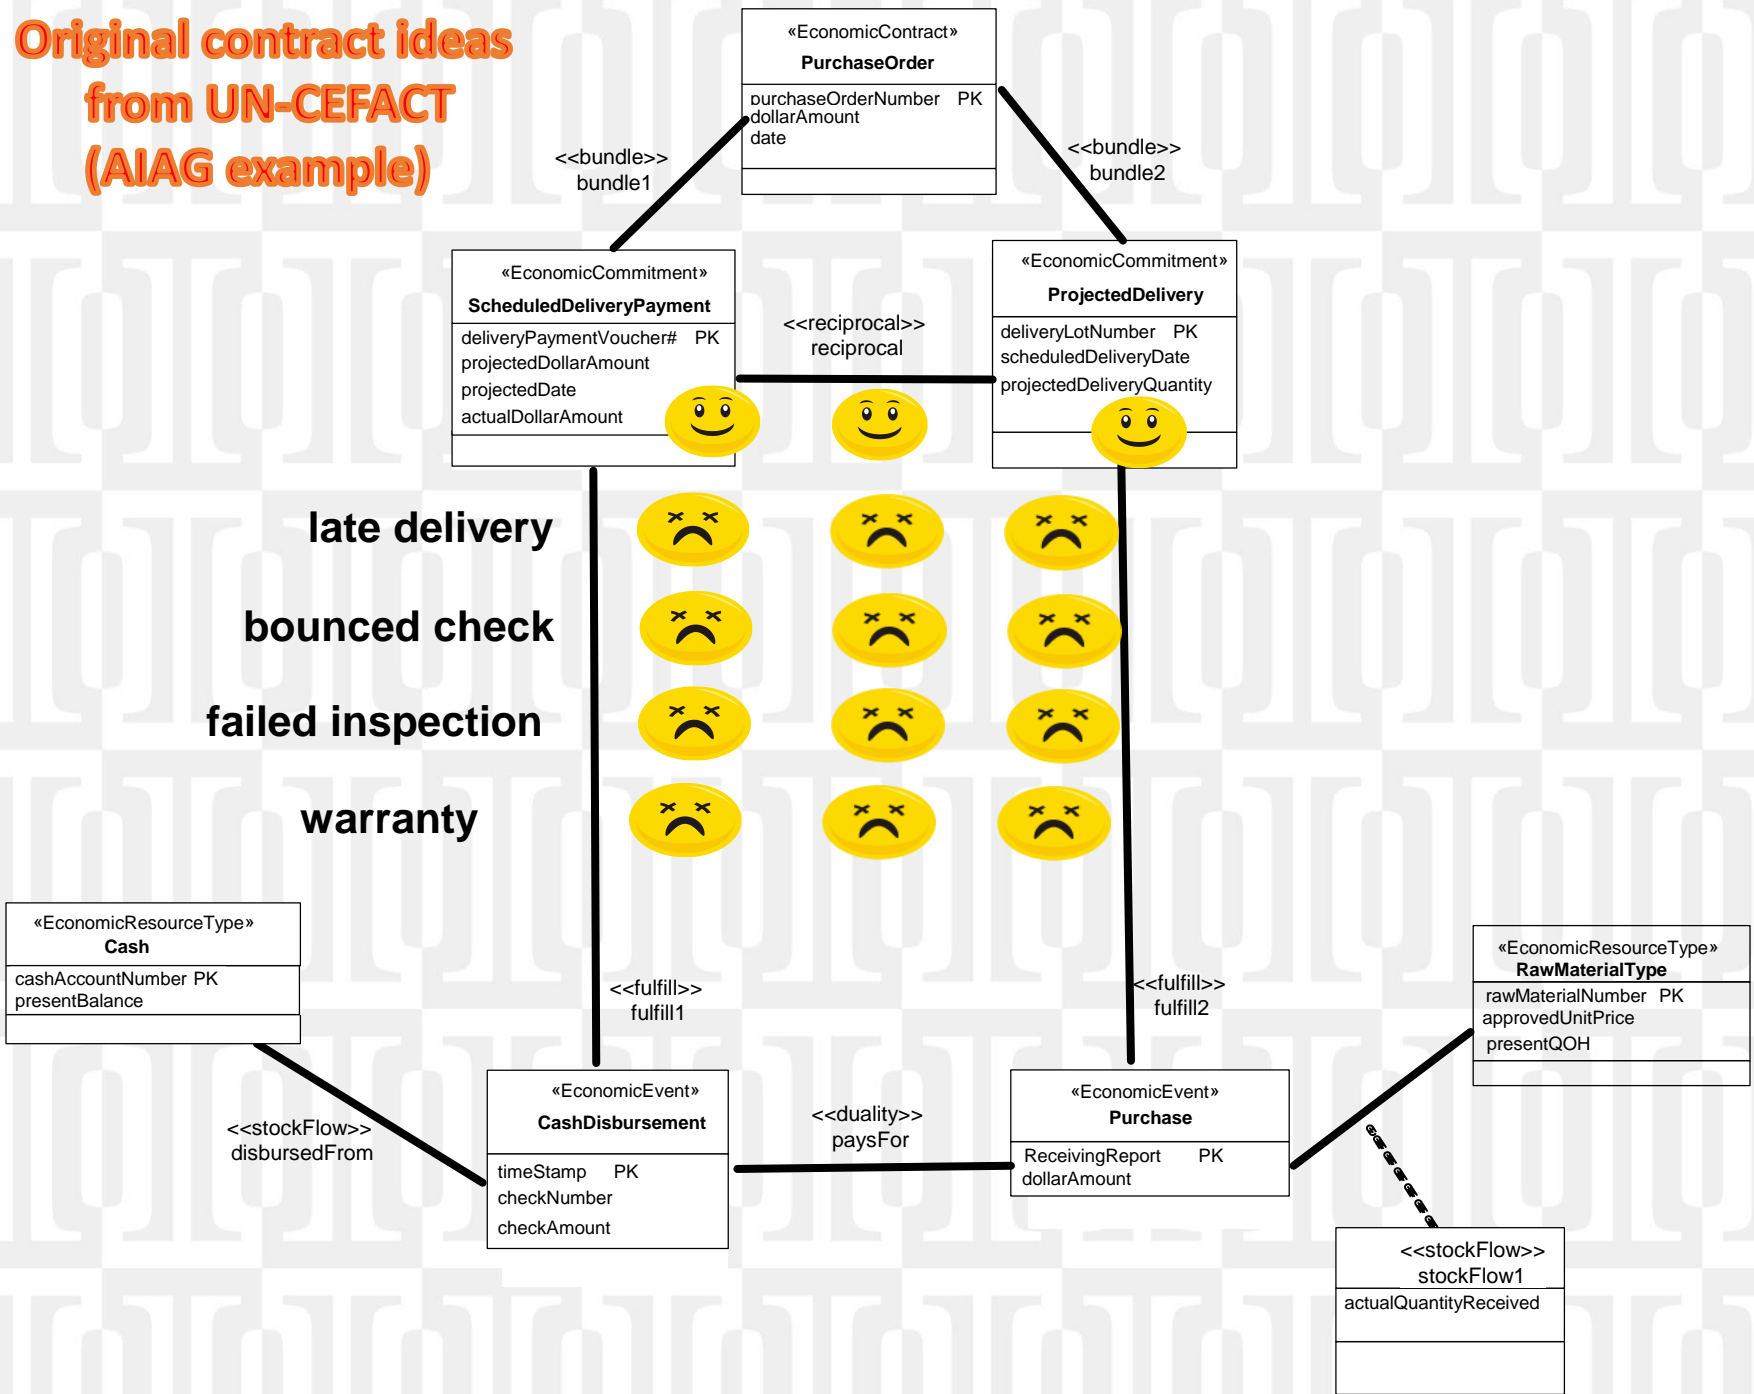 Original contract ideas
from UN-CEFACT
(AIAG example)
«EconomicContract»
PurchaseOrder
purchaseOrderNumber PK
dollarAmount
date
<<bundle>>
bundle1
<<bundle>>
bundle2
«EconomicCommitment»
ScheduledDeliveryPayment
deliveryPaymentVoucher# PK
projectedDollarAmount
projectedDate
actualDollarAmount
<<reciprocal>>
reciprocal
«EconomicCommitment»
ProjectedDelivery
deliveryLotNumber PK
scheduledDeliveryDate
projectedDeliveryQuantity
late delivery
bounced check
failed inspection
warranty
«EconomicResourceType»
Cash
cashAccountNumber PK
presentBalance
<<fulfill>>
fulfill1
<<fulfill>>
fulfill2
«EconomicResourceType»
RawMaterialType
rawMaterialNumber PK
approvedUnitPrice
presentQOH
<<stockFlow>>
disbursedFrom
«EconomicEvent»
CashDisbursement
timeStamp PK
checkNumber
checkAmount
<<duality>>
paysFor
«EconomicEvent»
Purchase
ReceivingReport PK
dollarAmount
<<stockFlow>>
stockFlow1
actualQuantityReceived